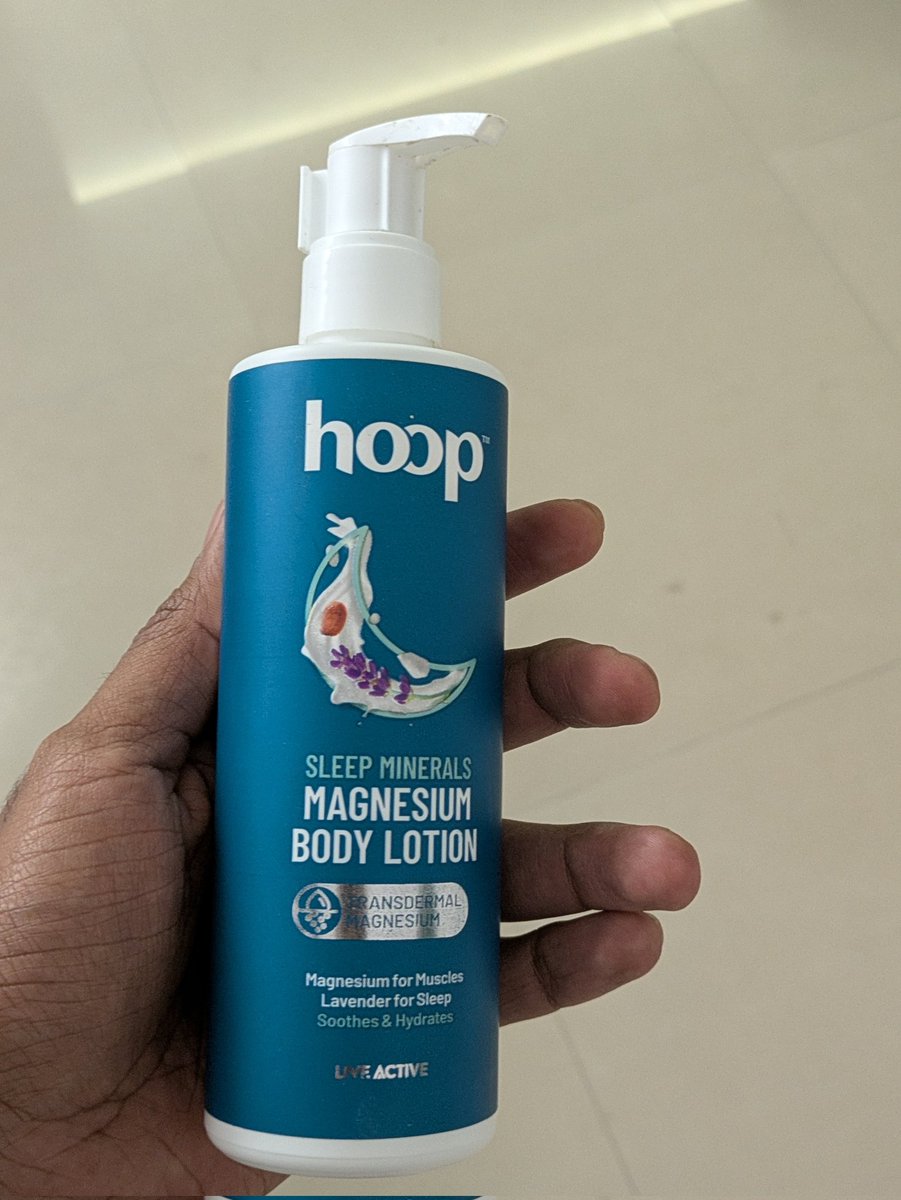 hoop™
SLEEP MINERALS
MAGNESIUM
BODY LOTION
TRANSDERMAL
MAGNESIUM
Magnesium for Muscles
Lavender for Sleep
Soothes & Hydrates
LIVE ACTIVE